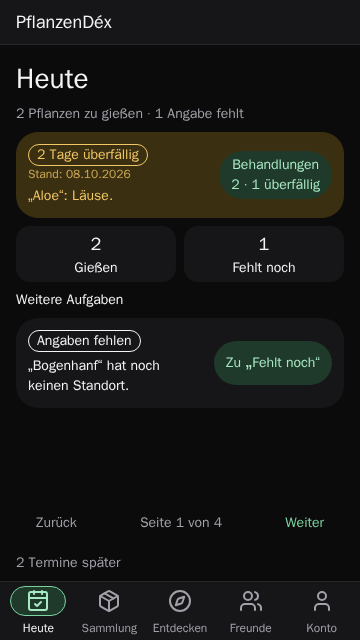 PflanzenDéx
Heute
2 Pflanzen zu gießen · 1 Angabe fehlt
2 Tage überfällig
Stand: 08.10.2026
„Aloe“: Läuse.
Behandlungen
2 · 1 überfällig
2
Gießen
1
Fehlt noch
Weitere Aufgaben
Angaben fehlen
„Bogenhanf“ hat noch
keinen Standort.
Zu „Fehlt noch“
Zurück
Seite 1 von 4
Weiter
2 Termine später
Heute
Sammlung
Entdecken
Freunde
Konto